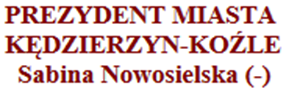 PREZYDENT MIASTA
KĘDZIERZYN-KOŹLE
Sabina Nowosielska (-)